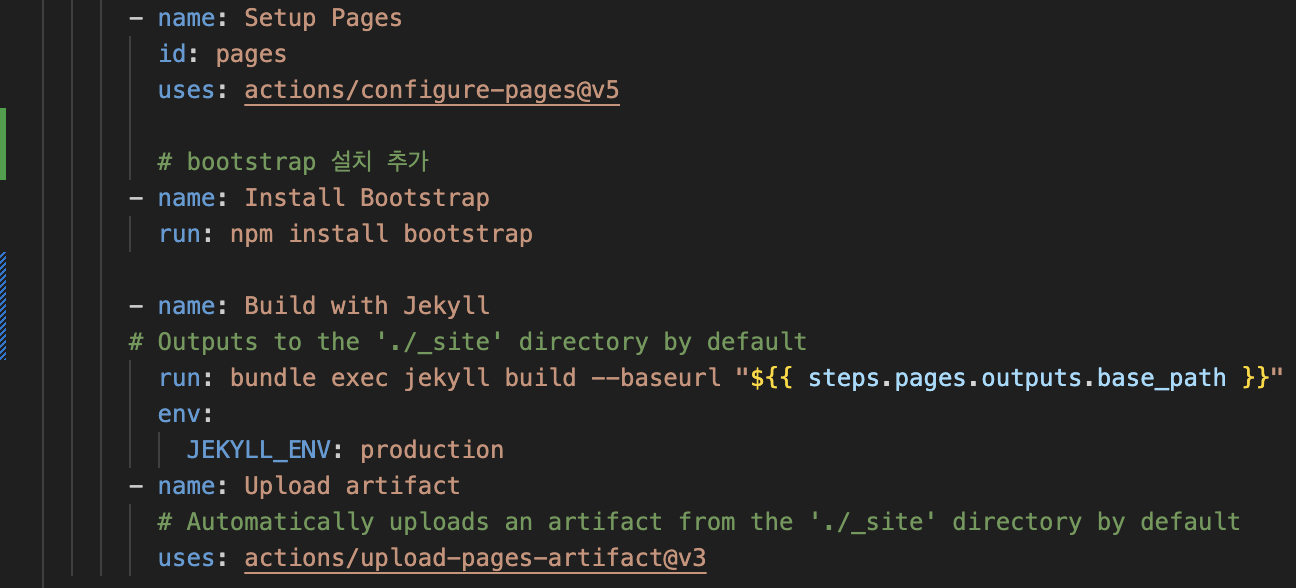 - name: Setup Pages
id: pages
uses: actions/configure-pages@v5
# bootstrap 설치 추가
- name: Install Bootstrap
run: npm install bootstrap
- name: Build with Jekyll
# Outputs to the './_site' directory by default
run: bundle exec jekyll build --baseurl "${{ steps.pages.outputs.base_path }}"
env:
JEKYLL_ENV: production
- name: Upload artifact
# Automatically uploads an artifact from the './_site' directory by default
uses: actions/upload-pages-artifact@v3